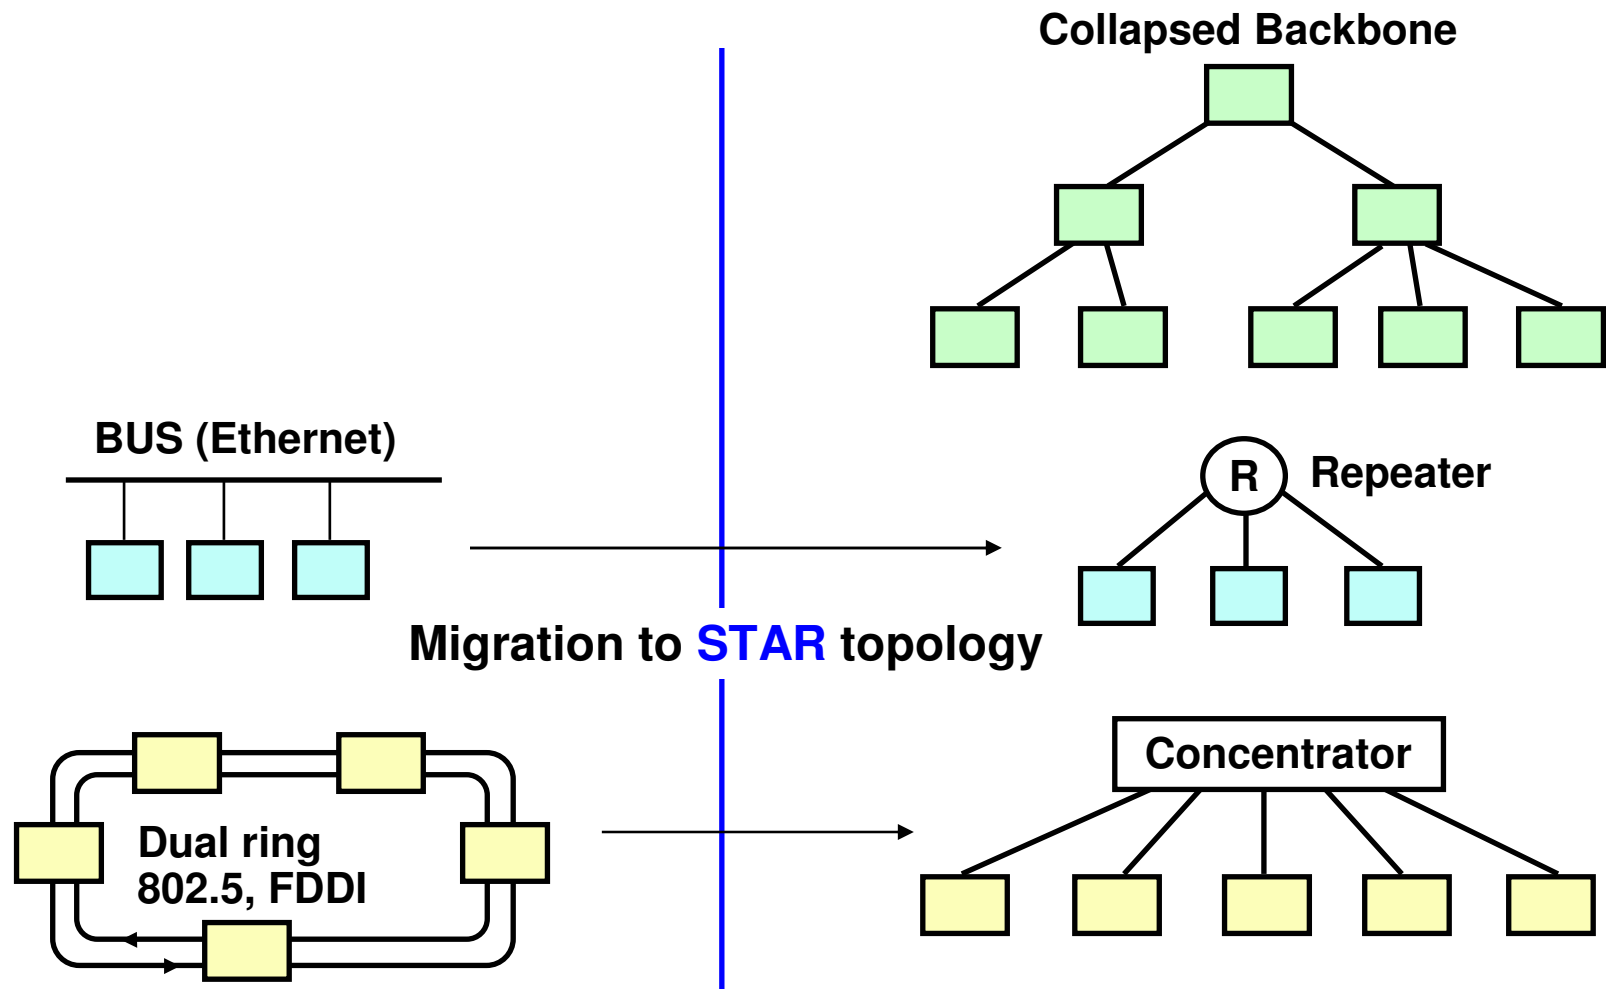 Collapsed Backbone
BUS (Ethernet)
R
Repeater
Migration to STAR topology
Concentrator
Dual ring
802.5, FDDI